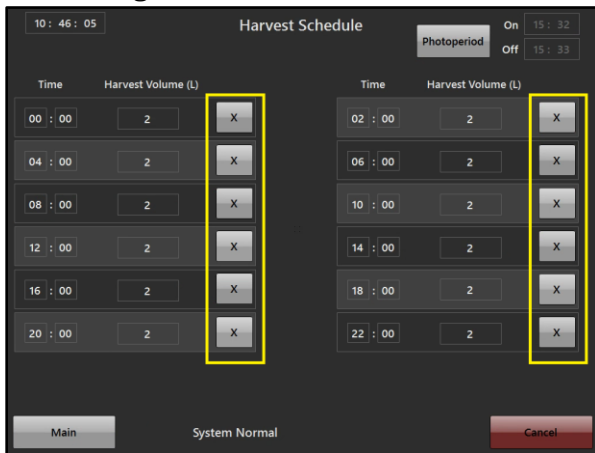 10 : 46 : 05 Harvest Schedule Photoperiod On 15 : 32
Off 15 : 33
Time Harvest Volume (L) Time Harvest Volume (L)
00 : 00 2 X 02 : 00 2 X
04 : 00 2 X 06 : 00 2 X
08 : 00 2 X 10 : 00 2 X
12 : 00 2 X 14 : 00 2 X
16 : 00 2 X 18 : 00 2 X
20 : 00 2 X 22 : 00 2 X
Main System Normal Cancel